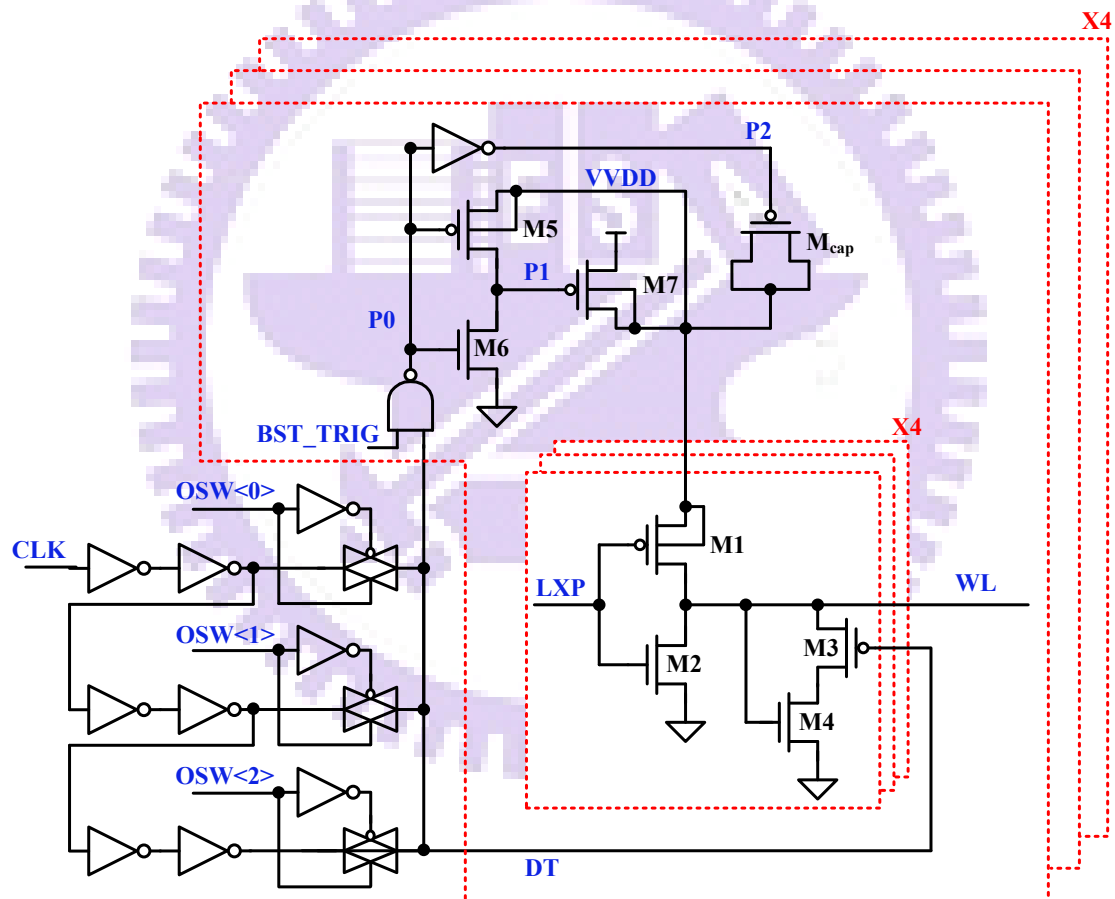 X4
P2
VVDD
M5
Mcap
P1
M7
P0
M6
BST_TRIG
X4
OSW<0>
CLK
M1
LXP
WL
OSW<1>
M3
M2
M4
OSW<2>
DT